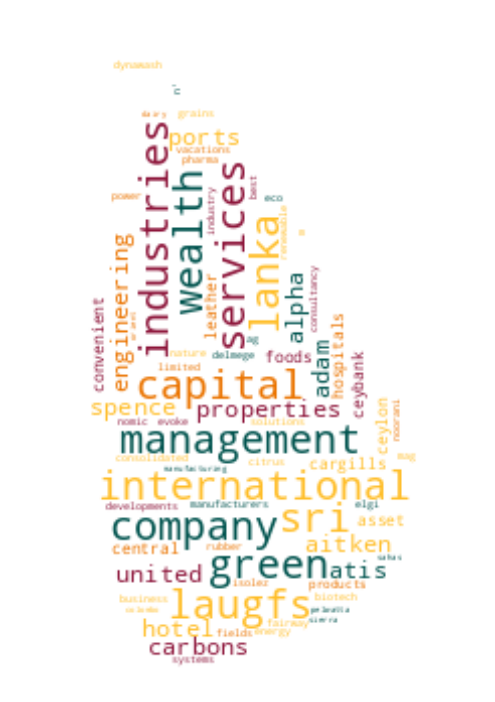 dynawash
c
dairy grains
ports
vacations
pharma
industries
wealth
services
power
industry
best
eco
lanka
renewable
e
engineering
leather
alpha
consultancy
convenient
ag
nature delmege foods
adam
hospitals
ceybank
limited
capital
spence properties
ceylon
noorani
nomic evoke solutions
management
consolidated citrus cargills mag
manufacturing
international
developments manufacturers elgi
company sri asset
central rubber aitken
green atis sahas
united isolez products
business laugfs biotech
pelwatte
hotel fields energy fairway sierra
carbons
systems